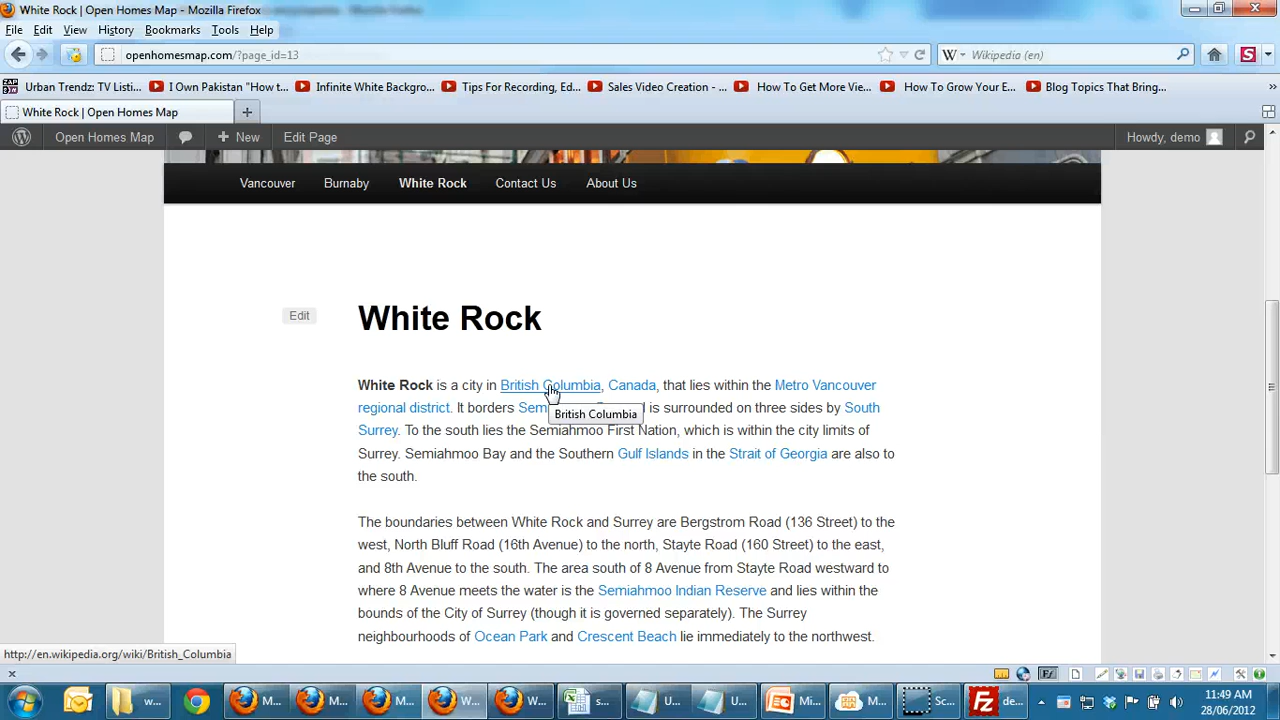 White Rock | Open Homes Map - Mozilla Firefox
File Edit View History Bookmarks Tools Help
openhomesmap.com/?page_id=13 Wikipedia (en)
Urban Trendz: TV Listi... I Own Pakistan "How t... Infinite White Backgro... Tips For Recording, Ed... Sales Video Creation - ... How To Get More Vie... How To Grow Your E... Blog Topics That Bring... »
White Rock | Open Homes Map +
Open Homes Map + New Edit Page Howdy, demo
Vancouver Burnaby White Rock Contact Us About Us
Edit White Rock
White Rock is a city in British Columbia, Canada, that lies within the Metro Vancouver
regional district. It borders is surrounded on three sides by South
British Columbia
Surrey. To the south lies the Semiahmoo First Nation, which is within the city limits of
Surrey. Semiahmoo Bay and the Southern Gulf Islands in the Strait of Georgia are also to
the south.
The boundaries between White Rock and Surrey are Bergstrom Road (136 Street) to the
west, North Bluff Road (16th Avenue) to the north, Stayte Road (160 Street) to the east,
and 8th Avenue to the south. The area south of 8 Avenue from Stayte Road westward to
where 8 Avenue meets the water is the Semiahmoo Indian Reserve and lies within the
bounds of the City of Surrey (though it is governed separately). The Surrey
neighbourhoods of Ocean Park and Crescent Beach lie immediately to the northwest.
http://en.wikipedia.org/wiki/British_Columbia
w... M... M... M... W... W... s... U... U... Mi... M... Sc... de... 11:49 AM
28/06/2012